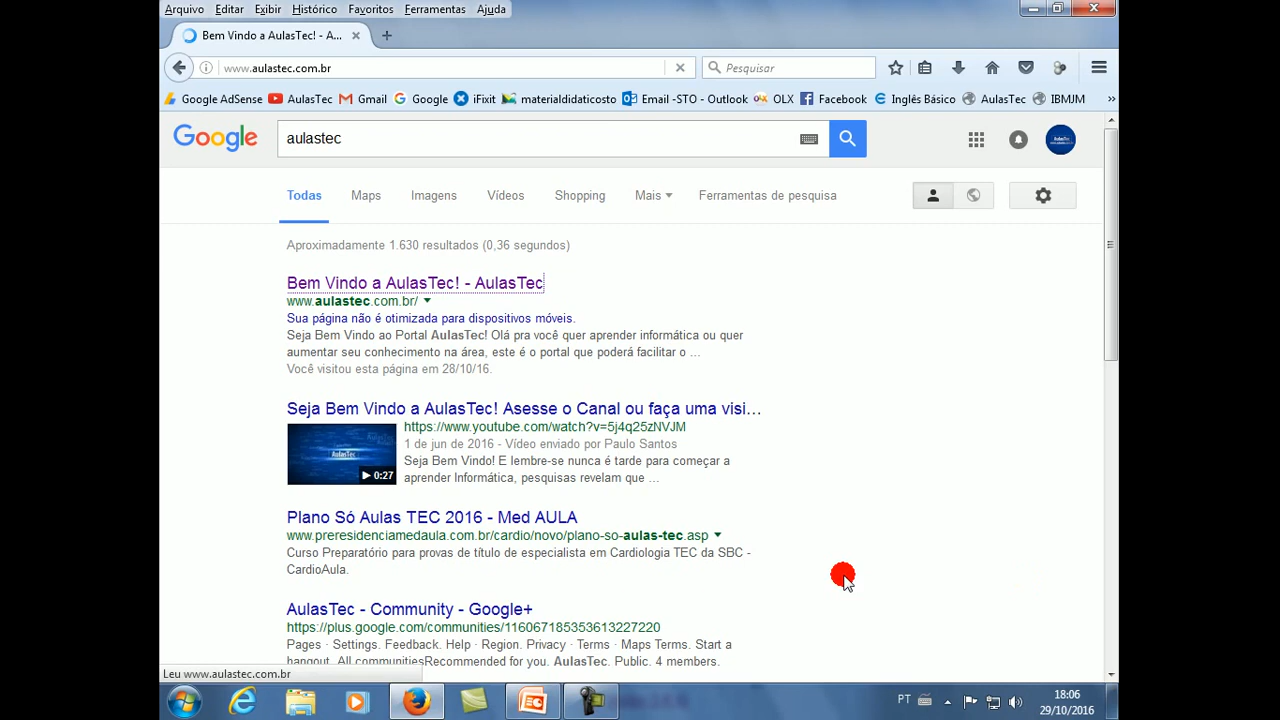 Arquivo Editar Exibir Histórico Favoritos Ferramentas Ajuda
Bem Vindo a AulasTec! - A...
www.aulastec.com.br
Pesquisar
Google AdSense AulasTec Gmail Google iFixit materialdidaticosto Email -STO - Outlook OLX Facebook Inglês Básico AulasTec IBMJM
Google aulastec
Todas Maps Imagens Vídeos Shopping Mais Ferramentas de pesquisa
Aproximadamente 1.630 resultados (0,36 segundos)
Bem Vindo a AulasTec! - AulasTec
www.aulastec.com.br/
Sua página não é otimizada para dispositivos móveis.
Seja Bem Vindo ao Portal AulasTec! Olá pra você quer aprender informática ou quer
aumentar seu conhecimento na área, este é o portal que poderá facilitar o ...
Você visitou esta página em 28/10/16.
Seja Bem Vindo a AulasTec! Asesse o Canal ou faça uma visi...
https://www.youtube.com/watch?v=5j4q25zNVJM
1 de jun de 2016 - Vídeo enviado por Paulo Santos
Seja Bem Vindo! E lembre-se nunca é tarde para começar a
aprender Informática, pesquisas revelam que ...
AulasTec
0:27
Plano Só Aulas TEC 2016 - Med AULA
www.preresidenciamedaula.com.br/cardio/novo/plano-so-aulas-tec.asp
Curso Preparatório para provas de título de especialista em Cardiologia TEC da SBC -
CardioAula.
AulasTec - Community - Google+
https://plus.google.com/communities/116067185353613227220
Pages · Settings. Feedback. Help · Region. Privacy · Terms · Maps Terms. Start a
hangout. All communitiesRecommended for you. AulasTec. Public. 4 members.
Leu www.aulastec.com.br
PT
18:06
29/10/2016